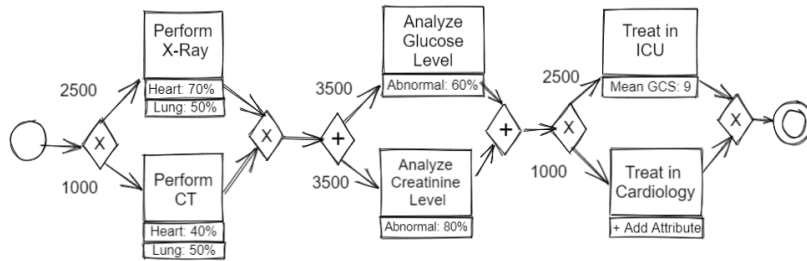 Perform
X-Ray
Heart: 70%
Lung: 50%
2500
X
1000
Perform
CT
Heart: 40%
Lung: 50%
X
+
3500
Analyze
Glucose
Level
Abnormal: 60%
3500
Analyze
Creatinine
Level
Abnormal: 80%
+
X
2500
Treat in
ICU
Mean GCS: 9
1000
Treat in
Cardiology
+ Add Attribute
X